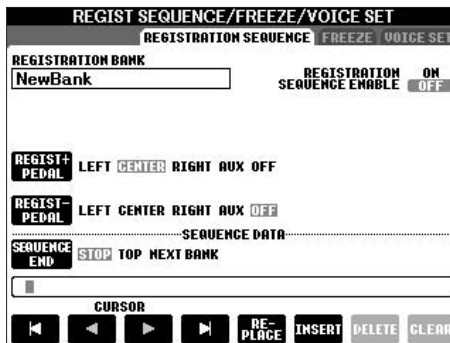 REGIST SEQUENCE/FREEZE/VOICE SET
REGISTRATION SEQUENCE FREEZE VOICE SET
REGISTRATION BANK
NewBank
REGISTRATION SEQUENCE ENABLE
ON
OFF
REGIST+ PEDAL LEFT CENTER RIGHT AUX OFF
REGIST- PEDAL LEFT CENTER RIGHT AUX OFF
SEQUENCE DATA
SEQUENCE END STOP TOP NEXT BANK
CURSOR
RE-PLACE INSERT DELETE CLEAR